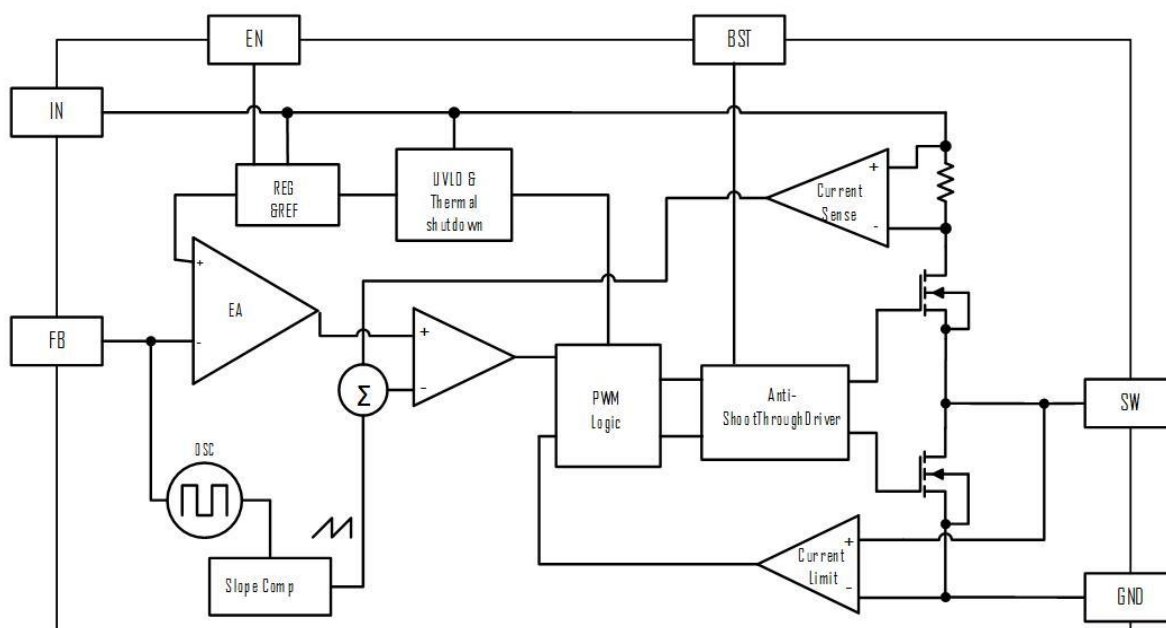 EN
BST
IN
REG
&REF
UVLO &
Thermal
shutdown
+
Current
Sense
-
+
EA
-
FB
+
-
Σ
PWM
Logic
Anti-
ShootThroughDriver
SW
OSC
Slope Comp
+
Current
Limit
-
GND